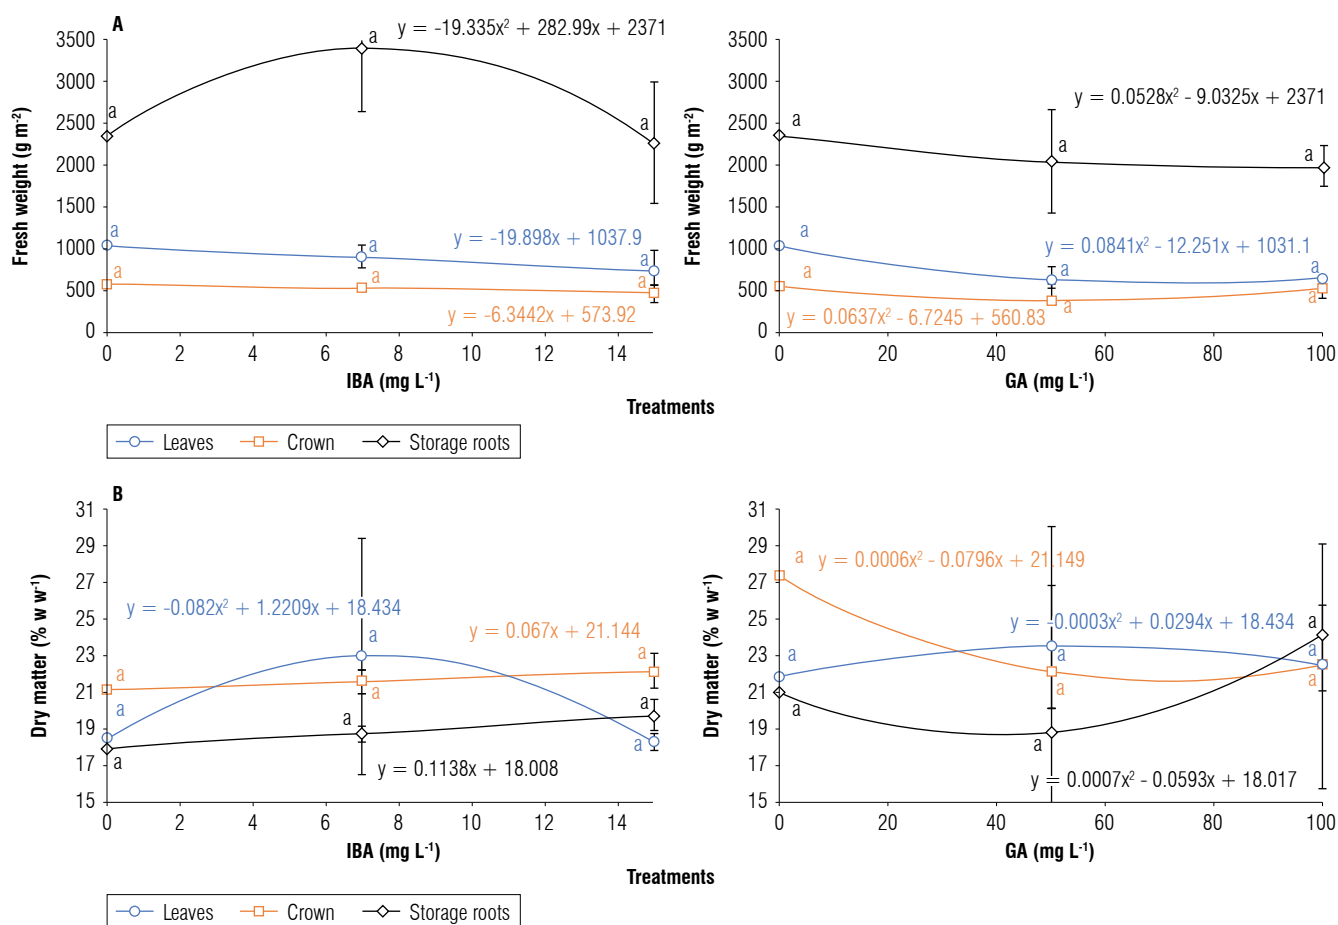 A
y = -19.335x² + 282.99x + 2371
3500
3000
2500
2000
1500
1000
500
0
Fresh weight (g m⁻²)
a
a
a
a
a
a
a
a
a
y = -19.898x + 1037.9
y = -6.3442x + 573.92
0 2 4 6 8 10 12 14
IBA (mg L⁻¹)
3500
3000
2500
2000
1500
1000
500
0
Fresh weight (g m⁻²)
y = 0.0528x² - 9.0325x + 2371
a
a
a
a
a
a
a
a
a
y = 0.0841x² - 12.251x + 1031.1
y = 0.0637x² - 6.7245 + 560.83
0 20 40 60 80 100
GA (mg L⁻¹)
Treatments
Leaves Crown Storage roots
B
31
29
27
25
23
21
19
17
15
Dry matter (% w w⁻¹)
y = -0.082x² + 1.2209x + 18.434
y = 0.067x + 21.144
a
a
a
a
a
a
a
a
a
y = 0.1138x + 18.008
0 2 4 6 8 10 12 14
IBA (mg L⁻¹)
31
29
27
25
23
21
19
17
15
Dry matter (% w w⁻¹)
a
y = 0.0006x² - 0.0796x + 21.149
y = -0.0003x² + 0.0294x + 18.434
a
a
a
a
a
a
a
a
y = 0.0007x² - 0.0593x + 18.017
0 20 40 60 80 100
GA (mg L⁻¹)
Treatments
Leaves Crown Storage roots